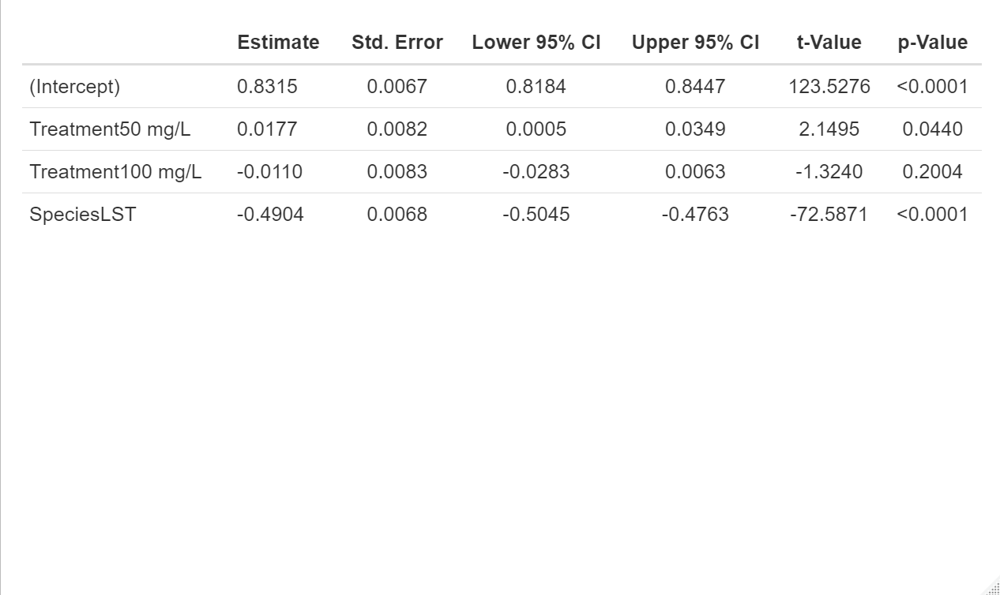 Estimate Std. Error Lower 95% CI Upper 95% CI t-Value p-Value
(Intercept) 0.8315 0.0067 0.8184 0.8447 123.5276 <0.0001
Treatment50 mg/L 0.0177 0.0082 0.0005 0.0349 2.1495 0.0440
Treatment100 mg/L -0.0110 0.0083 -0.0283 0.0063 -1.3240 0.2004
SpeciesLST -0.4904 0.0068 -0.5045 -0.4763 -72.5871 <0.0001